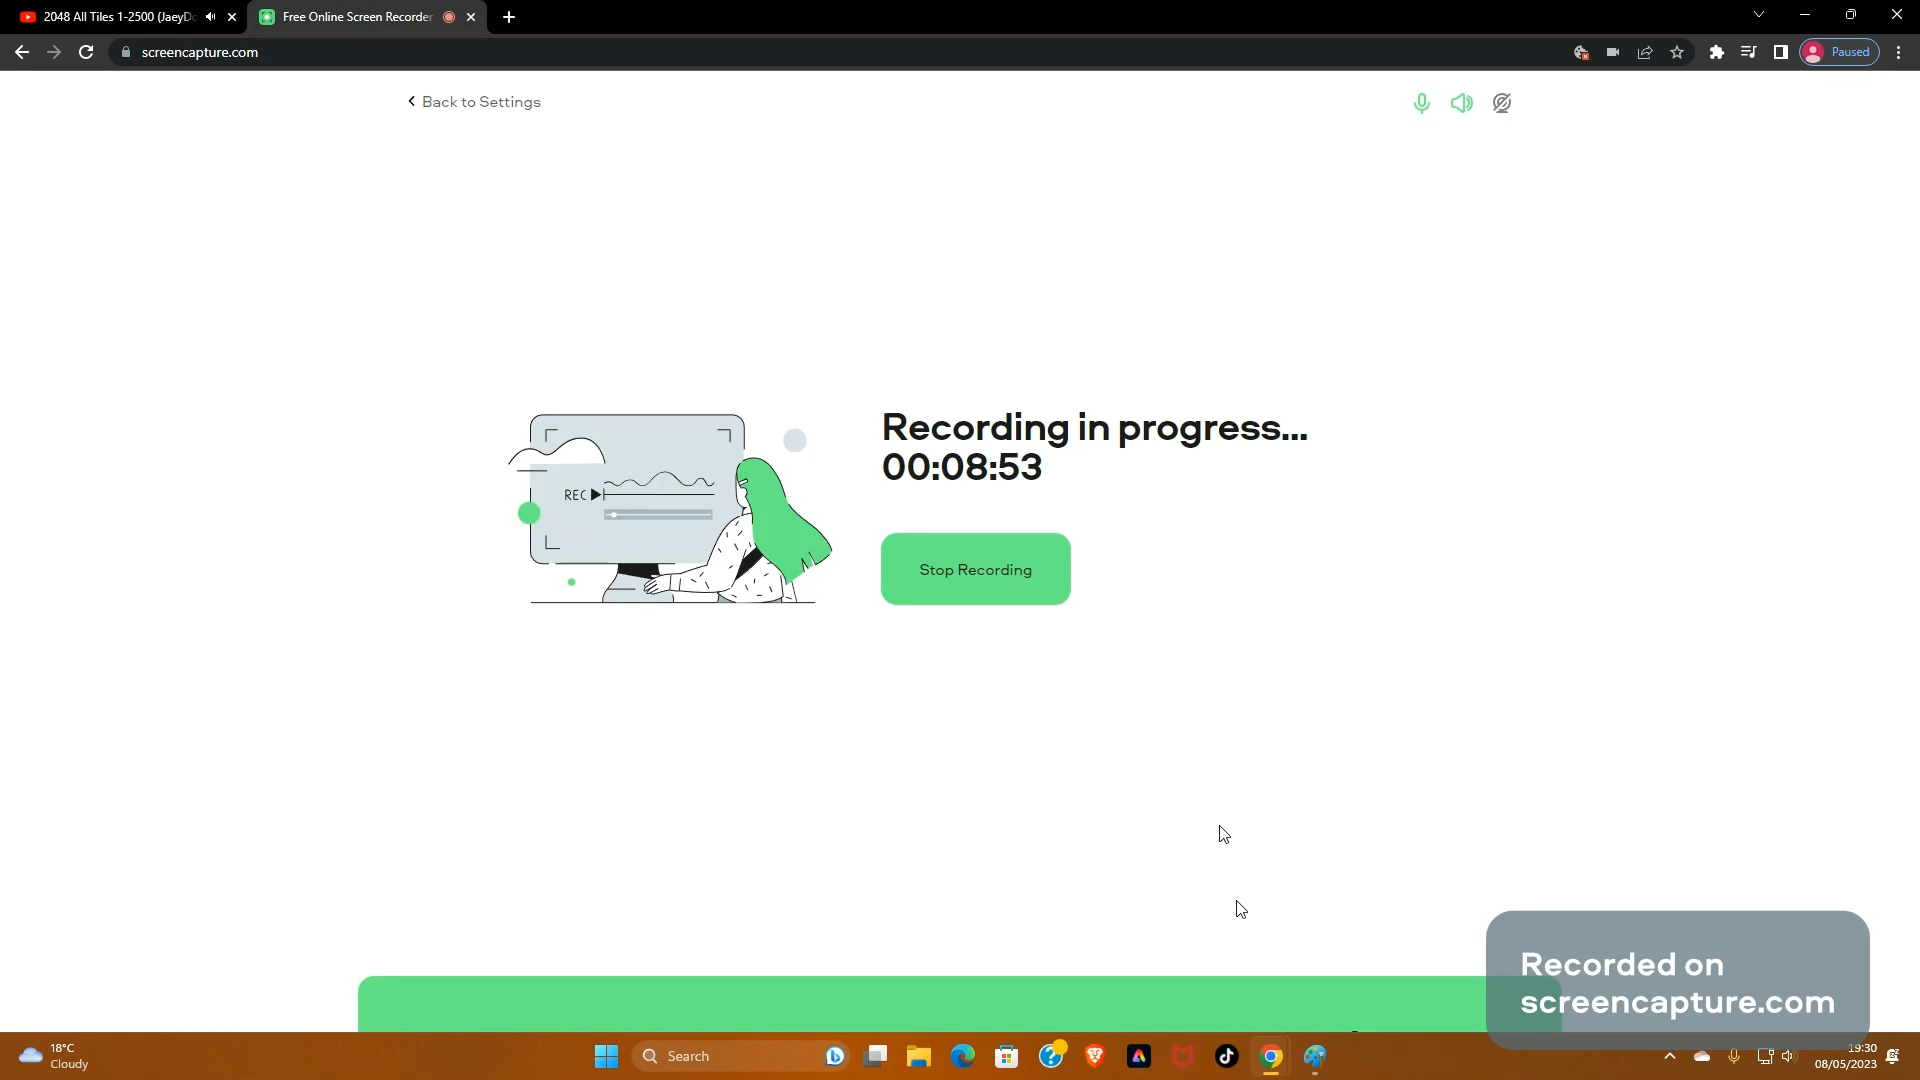 2048 All Tiles 1-2500 (JaeyD
Free Online Screen Recorder
screencapture.com
Paused
Back to Settings
REC
Recording in progress...
00:08:53
Stop Recording
Recorded on
screencapture.com
18°C
Cloudy
Search
19:30
08/05/2023